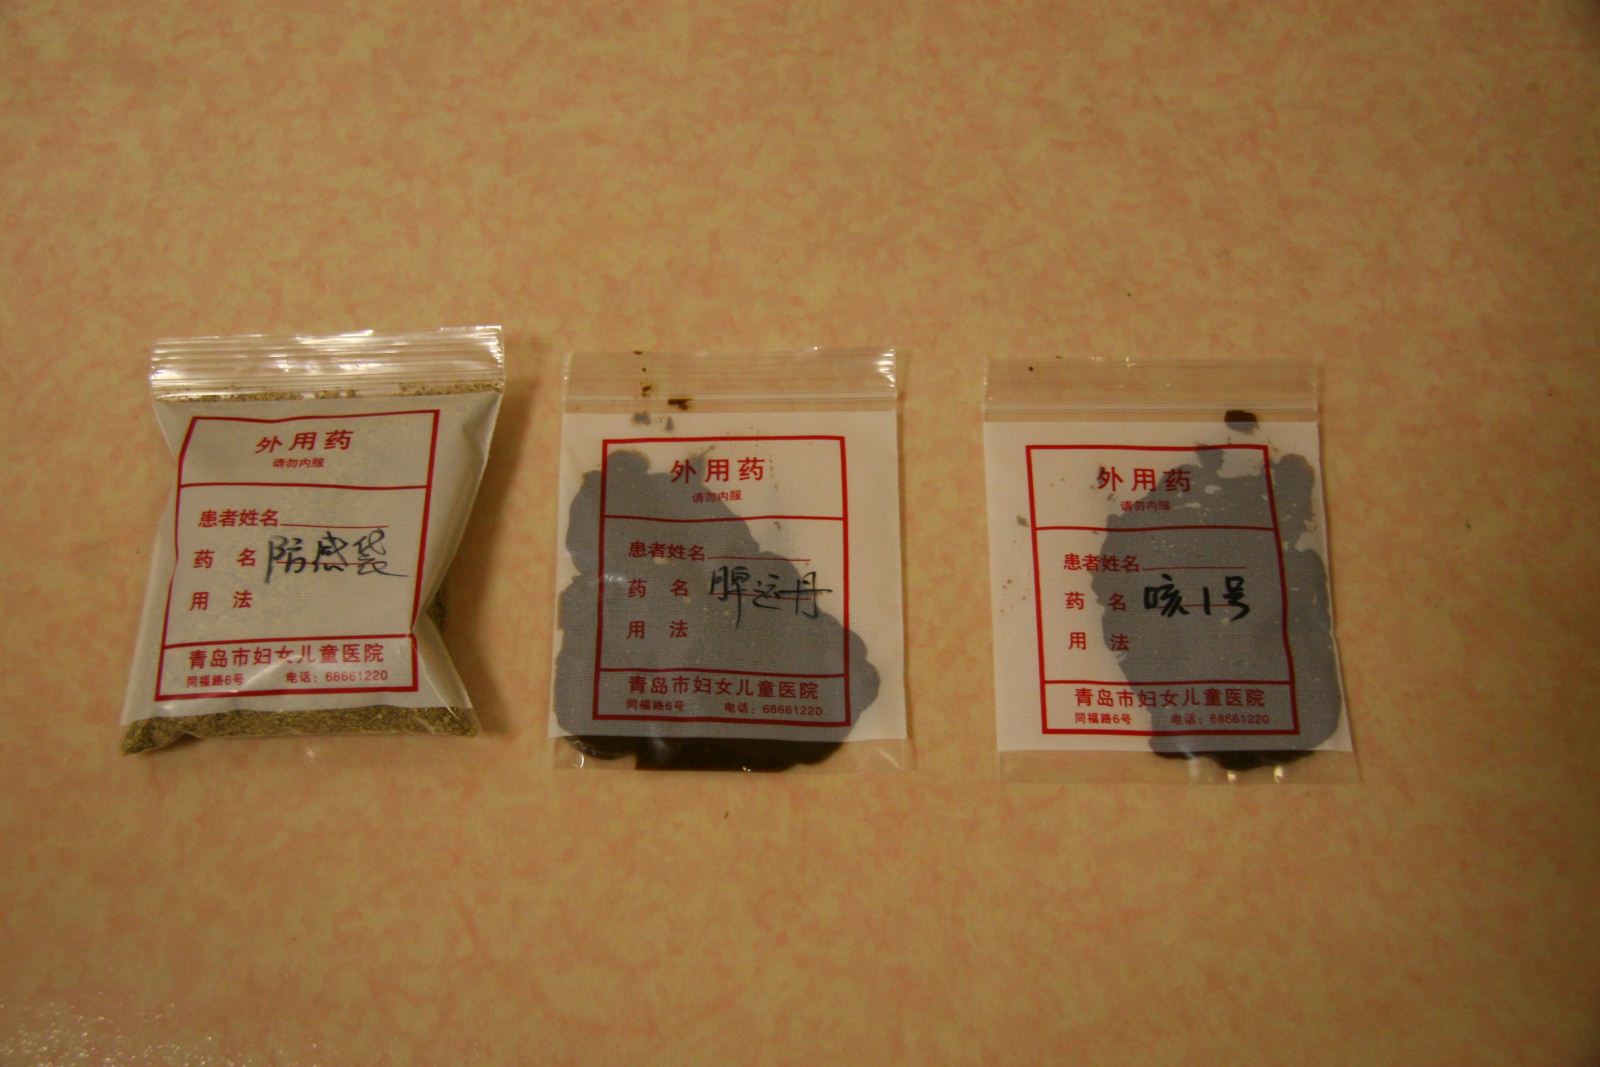 外用药
请勿内服
患者姓名
药 名 防感袋
用 法
青岛市妇女儿童医院
同福路6号 电话：68661220
外用药
请勿内服
患者姓名
药 名 脾运丹
用 法
青岛市妇女儿童医院
同福路6号 电话：68661220
外用药
请勿内服
患者姓名
药 名 咳1号
用 法
青岛市妇女儿童医院
同福路6号 电话：68661220